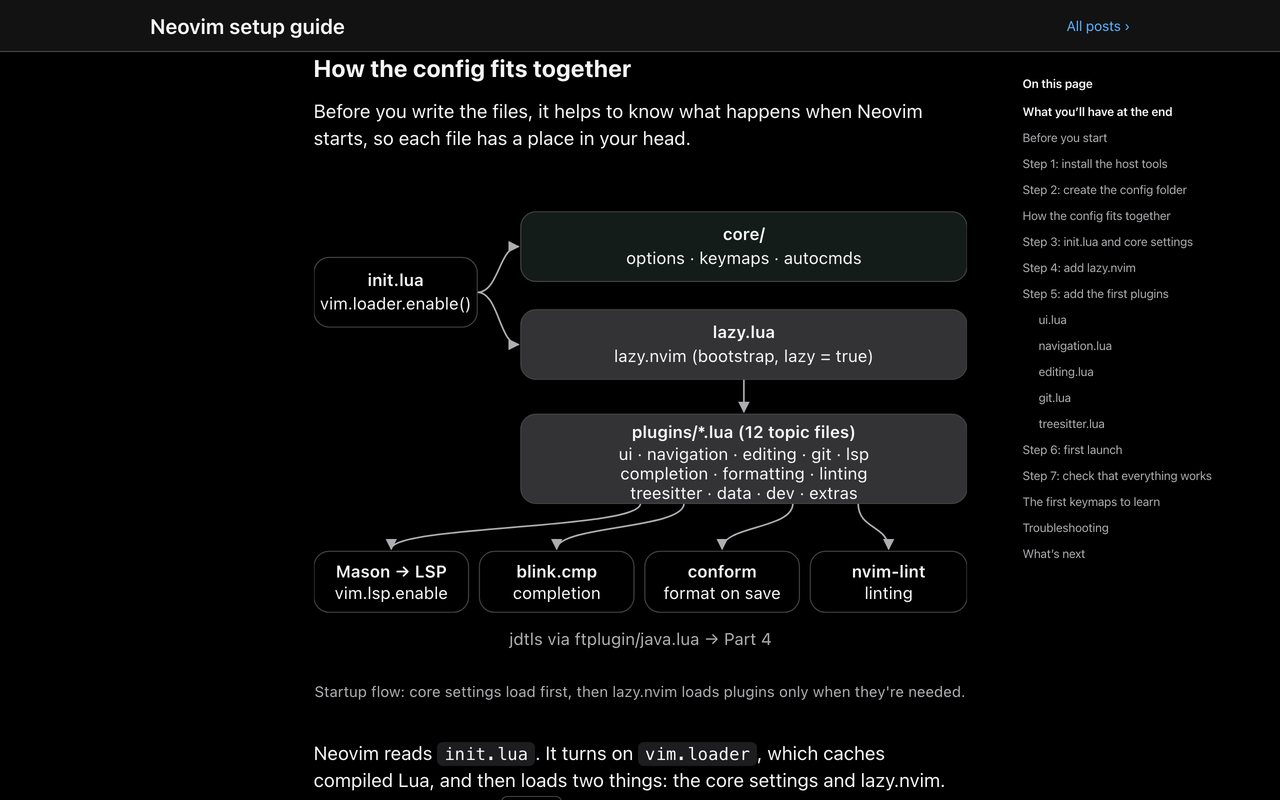 Neovim setup guide
All posts ›
How the config fits together
Before you write the files, it helps to know what happens when Neovim
starts, so each file has a place in your head.
init.lua
vim.loader.enable()
core/
options · keymaps · autocmds
lazy.lua
lazy.nvim (bootstrap, lazy = true)
plugins/*.lua (12 topic files)
ui · navigation · editing · git · lsp
completion · formatting · linting
treesitter · data · dev · extras
Mason → LSP
vim.lsp.enable
blink.cmp
completion
conform
format on save
nvim-lint
linting
jdtls via ftplugin/java.lua → Part 4
Startup flow: core settings load first, then lazy.nvim loads plugins only when they're needed.
Neovim reads init.lua. It turns on vim.loader, which caches
compiled Lua, and then loads two things: the core settings and lazy.nvim.
On this page
What you’ll have at the end
Before you start
Step 1: install the host tools
Step 2: create the config folder
How the config fits together
Step 3: init.lua and core settings
Step 4: add lazy.nvim
Step 5: add the first plugins
ui.lua
navigation.lua
editing.lua
git.lua
treesitter.lua
Step 6: first launch
Step 7: check that everything works
The first keymaps to learn
Troubleshooting
What’s next